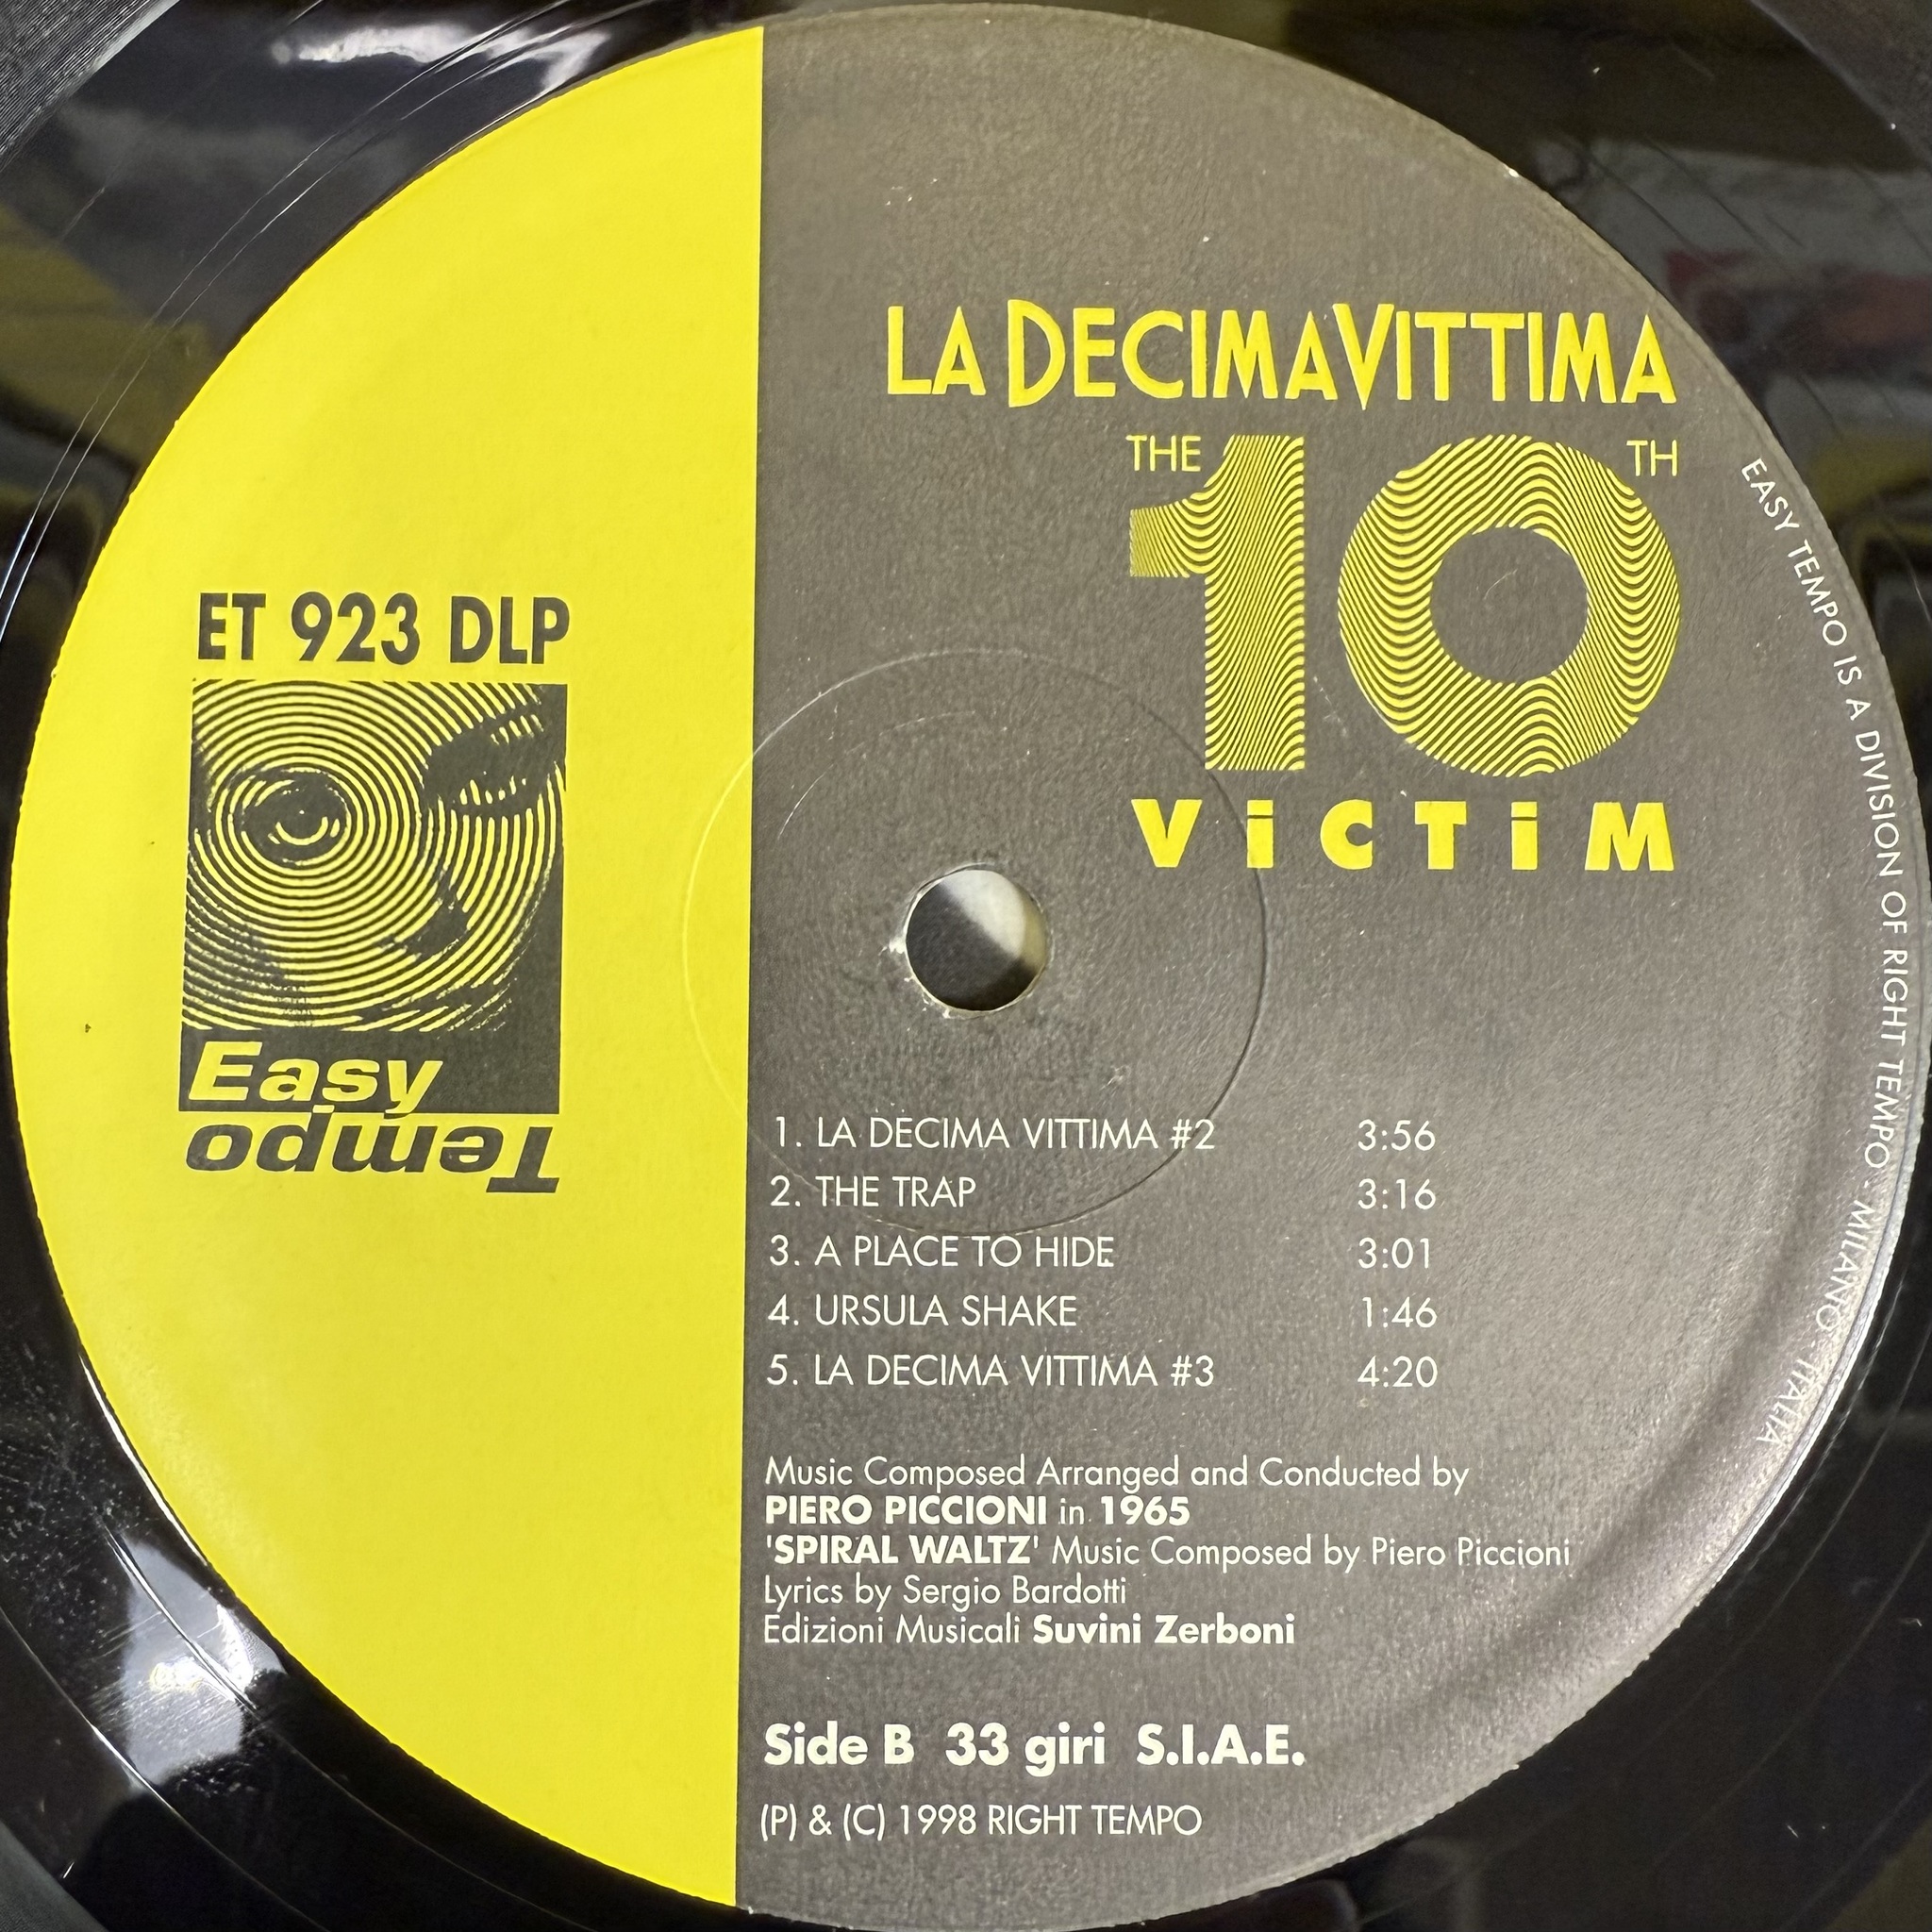 LA DECIMA VITTIMA
THE 10 TH
ViCTiM
ET 923 DLP
Easy
Tempo
1. LA DECIMA VITTIMA #2 3:56
2. THE TRAP 3:16
3. A PLACE TO HIDE 3:01
4. URSULA SHAKE 1:46
5. LA DECIMA VITTIMA #3 4:20
Music Composed Arranged and Conducted by
PIERO PICCIONI in 1965
'SPIRAL WALTZ' Music Composed by Piero Piccioni
Lyrics by Sergio Bardotti
Edizioni Musicali Suvini Zerboni
Side B 33 giri S.I.A.E.
(P) & (C) 1998 RIGHT TEMPO
EASY TEMPO IS A DIVISION OF RIGHT TEMPO - MILANO - ITALIA